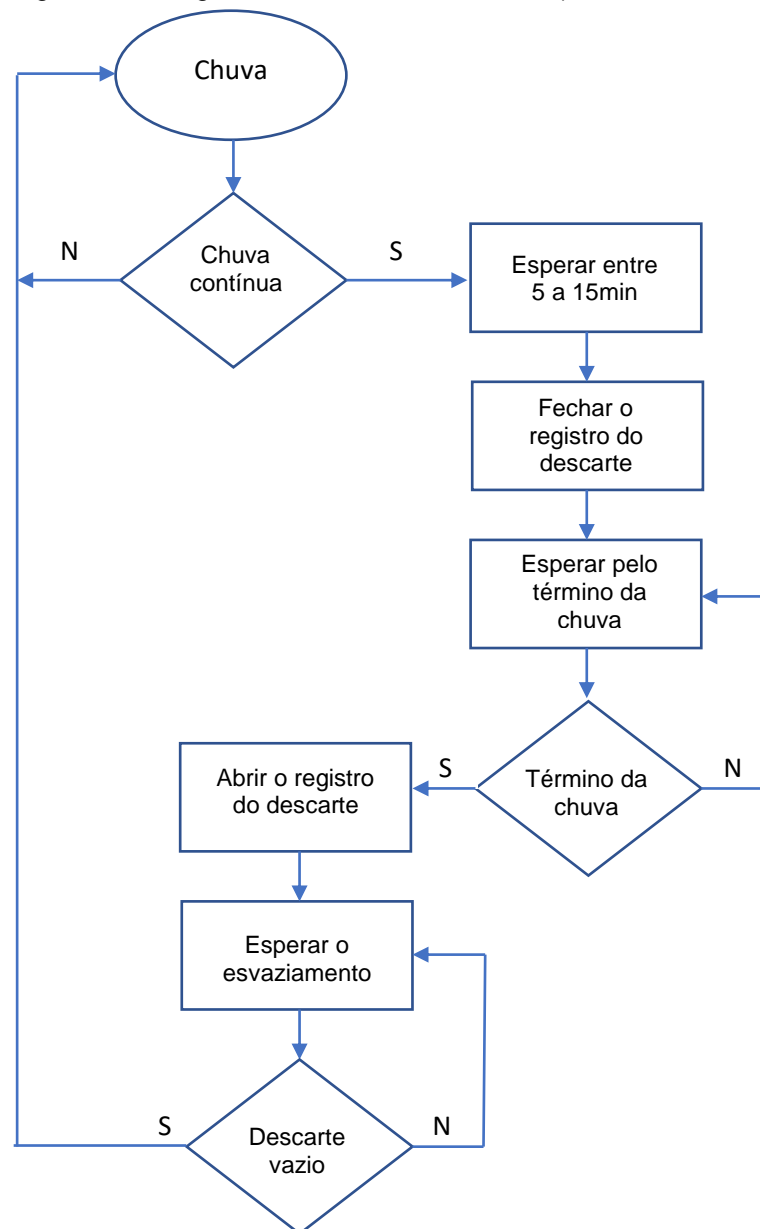 Chuva
N
Chuva
contínua
S
Esperar entre
5 a 15min
Fechar o
registro do
descarte
Esperar pelo
término da
chuva
Abrir o registro
do descarte
S
Término da
chuva
N
Esperar o
esvaziamento
S
Descarte
vazio
N